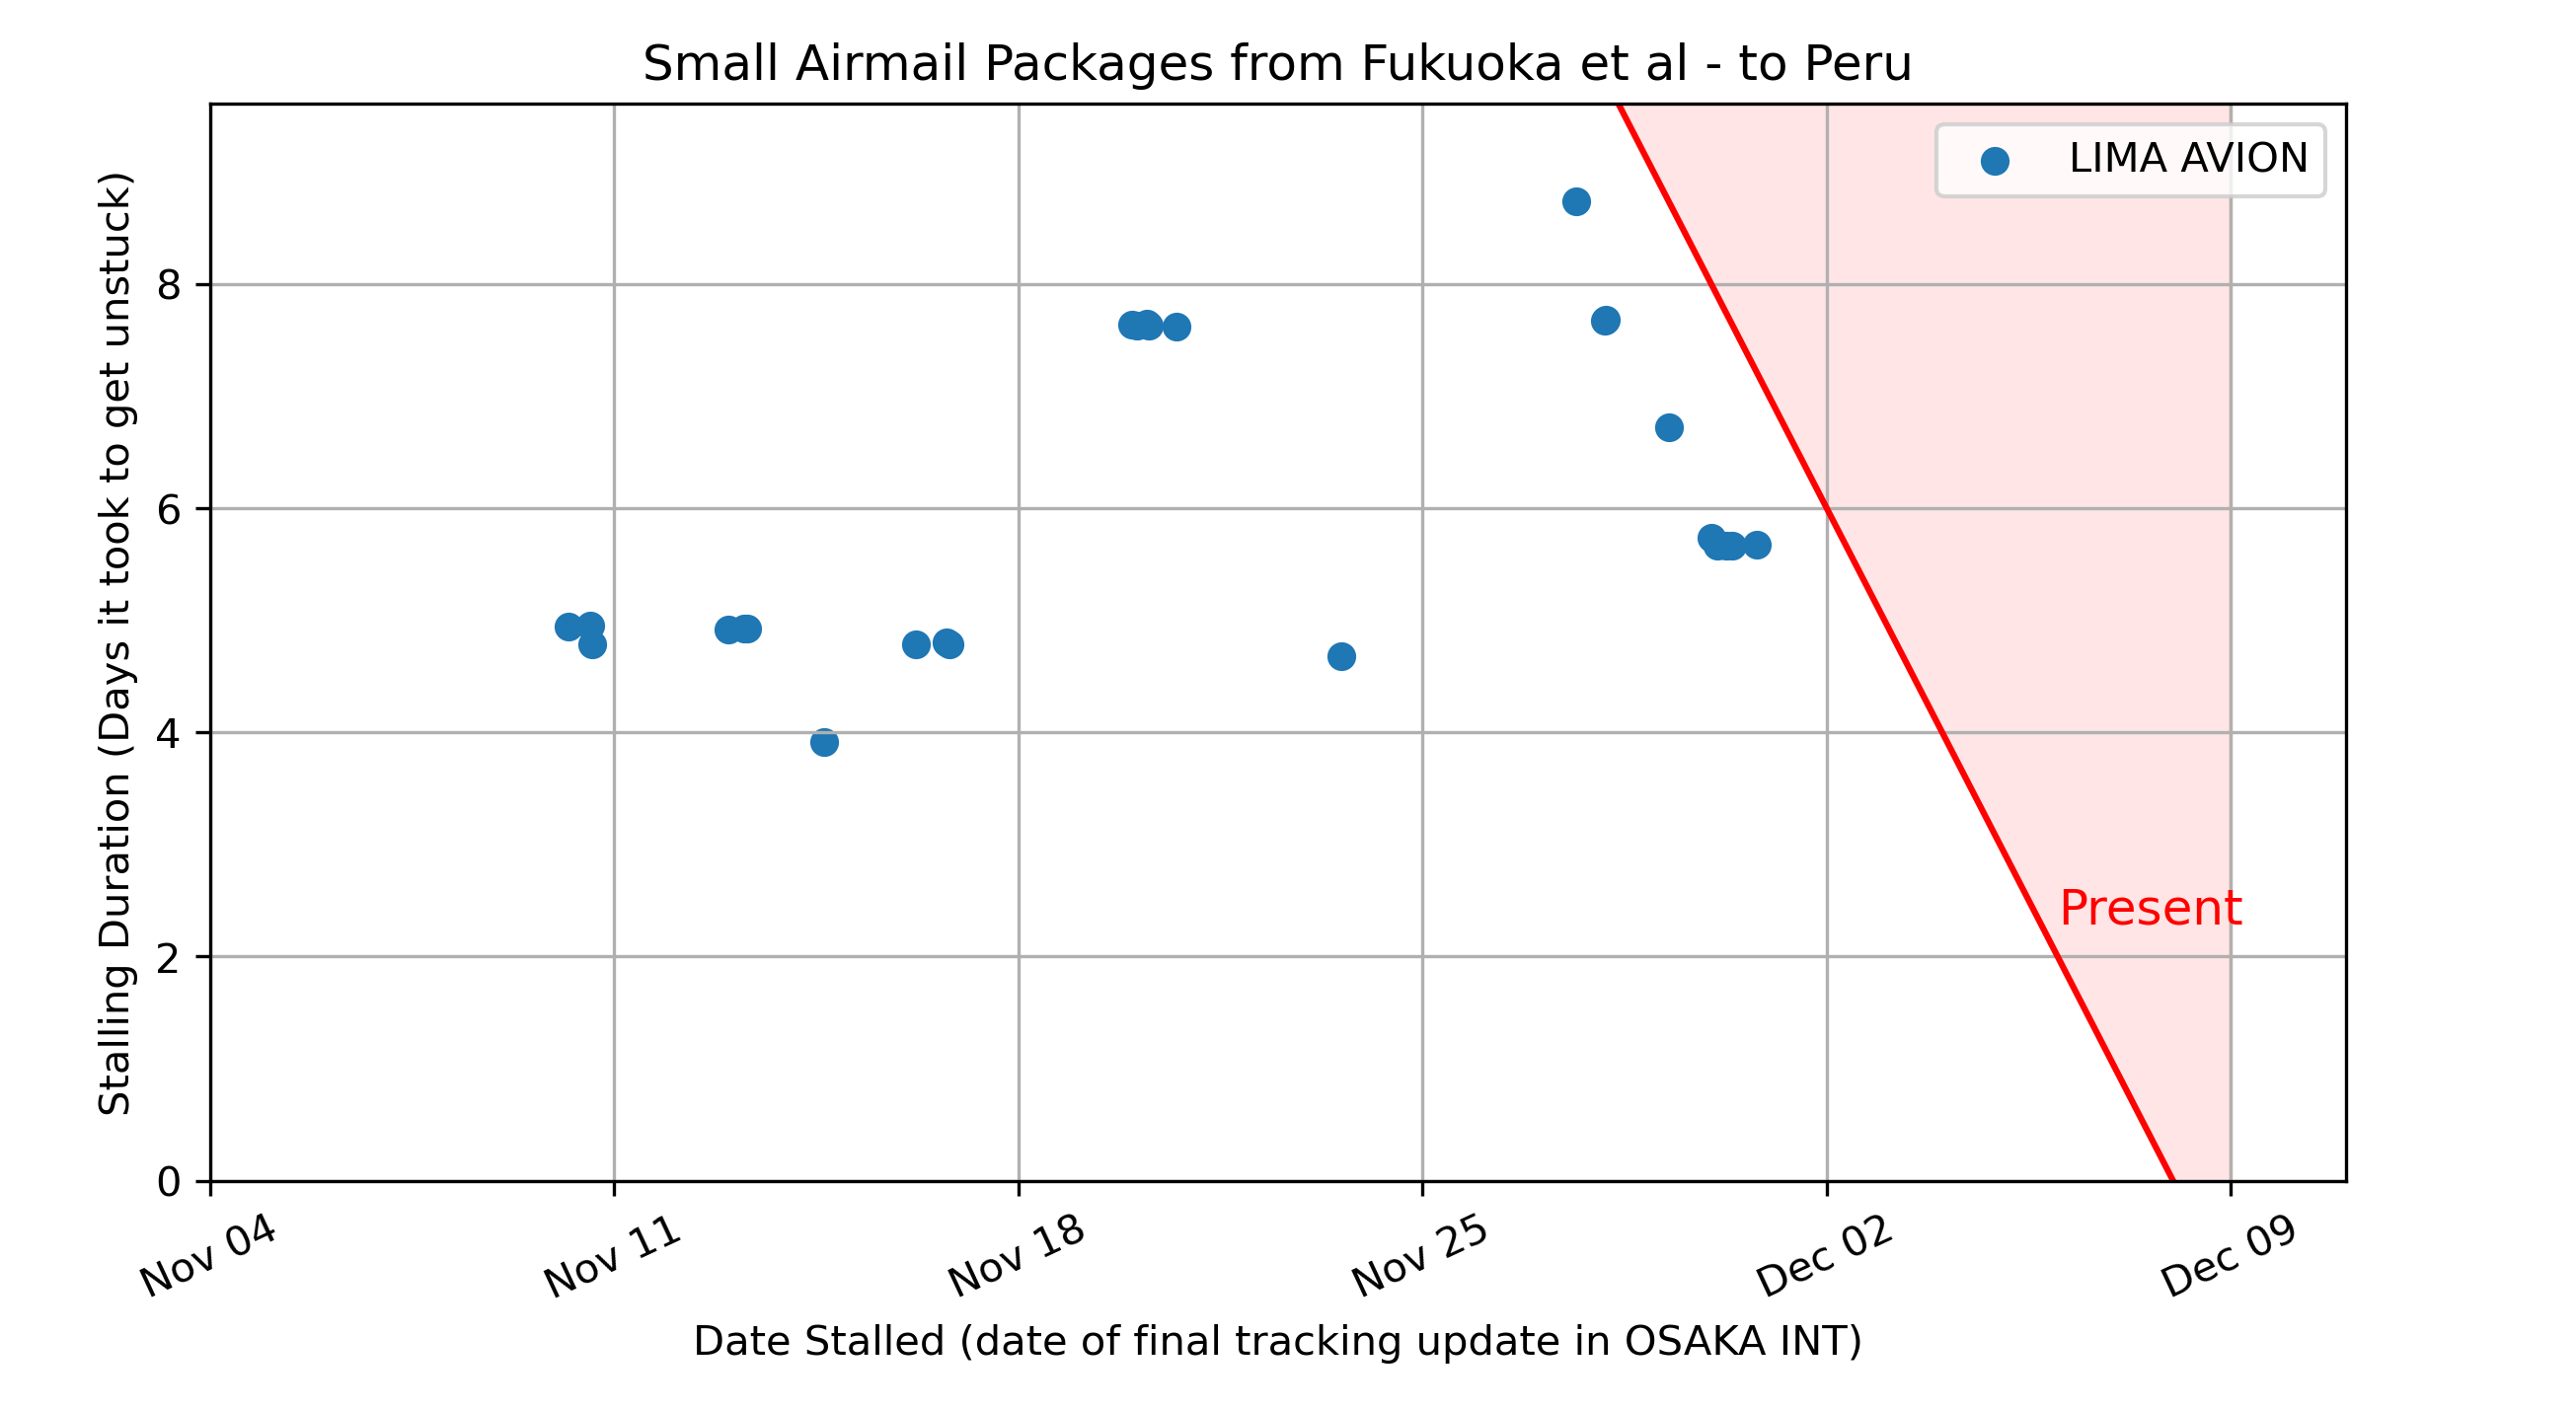 Small Airmail Packages from Fukuoka et al - to Peru
LIMA AVION
Stalling Duration (Days it took to get unstuck)
8
6
4
2
0
Present
Nov 04
Nov 11
Nov 18
Nov 25
Dec 02
Dec 09
Date Stalled (date of final tracking update in OSAKA INT)